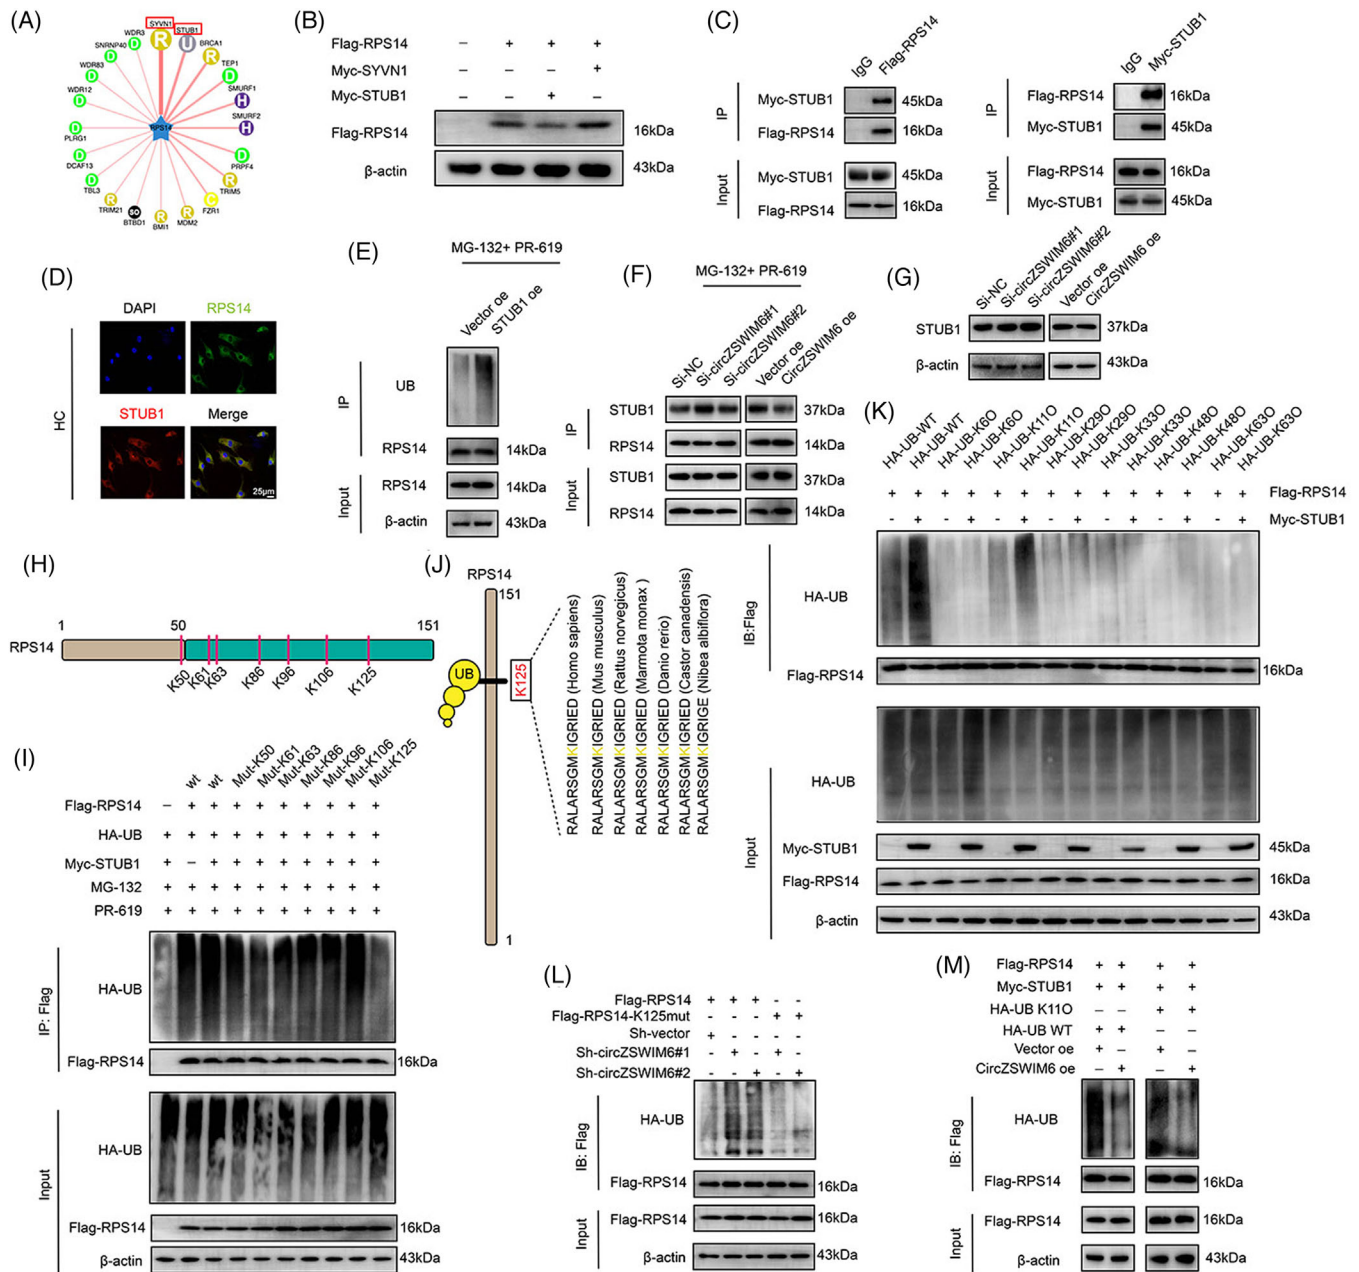 (A)
SYVN1
STUB1
WDR3
BRCA1
SNRNP40
TEP1
WDR83
SMURF1
WDR12
SMURF2
RPS14
PLRG1
PRPF4
DCAF13
TRIM5
TBL3
FZR1
TRIM21
MDM2
BTBD1
BMI1
R
U
R
D
D
D
H
D
H
D
D
D
R
D
C
R
SO
R
R
(B)
Flag-RPS14 – + + +
Myc-SYVN1 – – – +
Myc-STUB1 – – + –
Flag-RPS14 16kDa
β-actin 43kDa
(C)
IgG Flag-RPS14
IP
Myc-STUB1 45kDa
Flag-RPS14 16kDa
Input
Myc-STUB1 45kDa
Flag-RPS14 16kDa
IgG Myc-STUB1
IP
Flag-RPS14 16kDa
Myc-STUB1 45kDa
Input
Flag-RPS14 16kDa
Myc-STUB1 45kDa
(D)
HC
DAPI RPS14
STUB1 Merge
25μm
(E)
MG-132+ PR-619
Vector oe STUB1 oe
IP
UB
RPS14 14kDa
Input
RPS14 14kDa
β-actin 43kDa
(F)
MG-132+ PR-619
Si-NC Si-circZSWIM6#1 Si-circZSWIM6#2 Vector oe CircZSWIM6 oe
IP
STUB1 37kDa
RPS14 14kDa
Input
STUB1 37kDa
RPS14 14kDa
(G)
Si-NC Si-circZSWIM6#1 Si-circZSWIM6#2 Vector oe CircZSWIM6 oe
STUB1 37kDa
β-actin 43kDa
(H)
1 50 151
RPS14
K50 K61 K63 K86 K96 K106 K125
(I)
wt wt Mut-K50 Mut-K61 Mut-K63 Mut-K86 Mut-K96 Mut-K106 Mut-K125
Flag-RPS14 – + + + + + + + +
HA-UB + + + + + + + + +
Myc-STUB1 + – + + + + + + +
MG-132 + + + + + + + + +
PR-619 + + + + + + + + +
IP: Flag
HA-UB
Flag-RPS14 16kDa
Input
HA-UB
Flag-RPS14 16kDa
β-actin 43kDa
(J)
RPS14
151
UB
K125
1
RALARSGMKIGRIED (Homo sapiens)
RALARSGMKIGRIED (Mus musculus)
RALARSGMKIGRIED (Rattus norvegicus)
RALARSGMKIGRIED (Marmota monax )
RALARSGMKIGRIED (Danio rerio)
RALARSGMKIGRIED (Castor canadensis)
RALARSGMKIGRIGE (Nibea albiflora)
(K)
HA-UB-WT HA-UB-WT HA-UB-K6O HA-UB-K6O HA-UB-K11O HA-UB-K11O HA-UB-K29O HA-UB-K29O HA-UB-K33O HA-UB-K33O HA-UB-K48O HA-UB-K48O HA-UB-K63O HA-UB-K63O
+ + + + + + + + + + + + + + Flag-RPS14
- + - + - + - + - + - + - + Myc-STUB1
IB:Flag
HA-UB
Flag-RPS14 16kDa
Input
HA-UB
Myc-STUB1 45kDa
Flag-RPS14 16kDa
β-actin 43kDa
(L)
Flag-RPS14 + + + - -
Flag-RPS14-K125mut - - - + +
Sh-vector + - - - -
Sh-circZSWIM6#1 - + - + -
Sh-circZSWIM6#2 - - + - +
IB: Flag
HA-UB
Flag-RPS14 16kDa
Input
Flag-RPS14 16kDa
β-actin 43kDa
(M)
Flag-RPS14 + + + +
Myc-STUB1 + + + +
HA-UB K11O – – + +
HA-UB WT + + – –
Vector oe + – + –
CircZSWIM6 oe – + – +
IB: Flag
HA-UB
Flag-RPS14 16kDa
Input
Flag-RPS14 16kDa
β-actin 43kDa